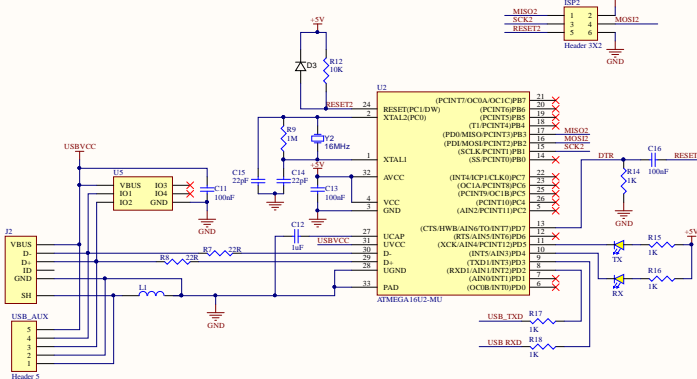 ISP2
MISO2 1 2
SCK2 3 4 MOSI2
RESET2 5 6
Header 3X2
GND
+5V
D3
R12
10K
RESET2
R9
1M
Y2
16MHz
C15
22pF
C14
22pF
+5V
C13
100nF
GND
U2
24 RESET(PC1/DW)
2 XTAL2(PC0)
1 XTAL1
32 AVCC
4 VCC
3 GND
27 UCAP
31 UVCC
30 D-
29 D+
28 UGND
33 PAD
(PCINT7/OC0A/OC1C)PB7 21
(PCINT6)PB6 20
(PCINT5)PB5 19
(T1/PCINT4)PB4 18
(PD0/MISO/PCINT3)PB3 17 MISO2
(PDI/MOSI/PCINT2)PB2 16 MOSI2
(SCLK/PCINT1)PB1 15 SCK2
(SS/PCINT0)PB0 14
(INT4/ICP1/CLK0)PC7 22
(OC1A/PCINT8)PC6 23
(PCINT9/OC1B)PC5 25
(PCINT10)PC4 26
(AIN2/PCINT11)PC2 5
(CTS/HWB/AIN6/TO/INT7)PD7 13
(RTS/AIN5/INT6)PD6 12
(XCK/AIN4/PCINT12)PD5 11
(INT5/AIN3)PD4 10
(TXD1/INT3)PD3 9
(RXD1/AIN1/INT2)PD2 8
(AIN0/INT1)PD1 7
(OC0B/INT0)PD0 6
ATMEGA16U2-MU
DTR
C16
100nF
RESET
R14
1K
GND
TX
R15
1K
+5V
RX
R16
1K
USB_TXD
R17
1K
USB RXD
R18
1K
USBVCC
U5
VBUS IO3
IO1 IO4
IO2 GND
C11
100nF
GND
C12
1uF
USBVCC
J2
VBUS
D-
D+
ID
GND
SH
R7 22R
R8 22R
L1
GND
USB_AUX
5
4
3
2
1
Header 5